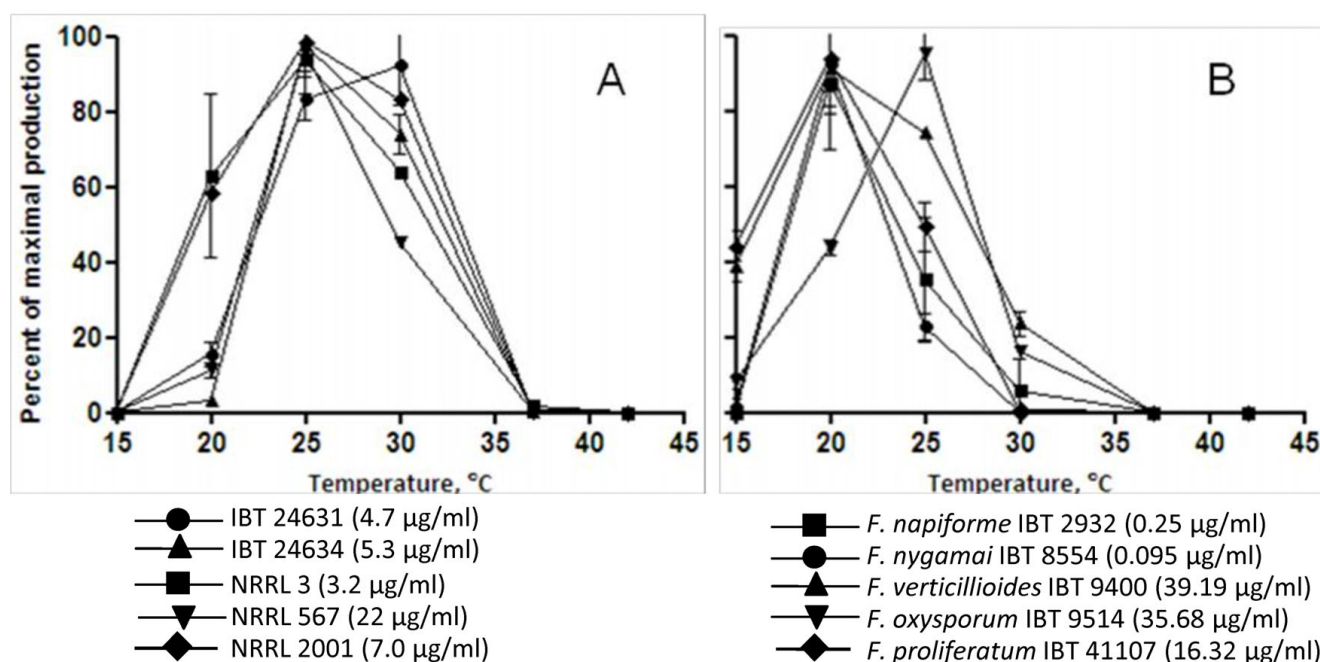 A
B
Percent of maximal production
100
80
60
40
20
0
15 20 25 30 35 40 45
15 20 25 30 35 40 45
Temperature, °C
Temperature, °C
IBT 24631 (4.7 µg/ml)
IBT 24634 (5.3 µg/ml)
NRRL 3 (3.2 µg/ml)
NRRL 567 (22 µg/ml)
NRRL 2001 (7.0 µg/ml)
F. napiforme IBT 2932 (0.25 µg/ml)
F. nygamai IBT 8554 (0.095 µg/ml)
F. verticillioides IBT 9400 (39.19 µg/ml)
F. oxysporum IBT 9514 (35.68 µg/ml)
F. proliferatum IBT 41107 (16.32 µg/ml)